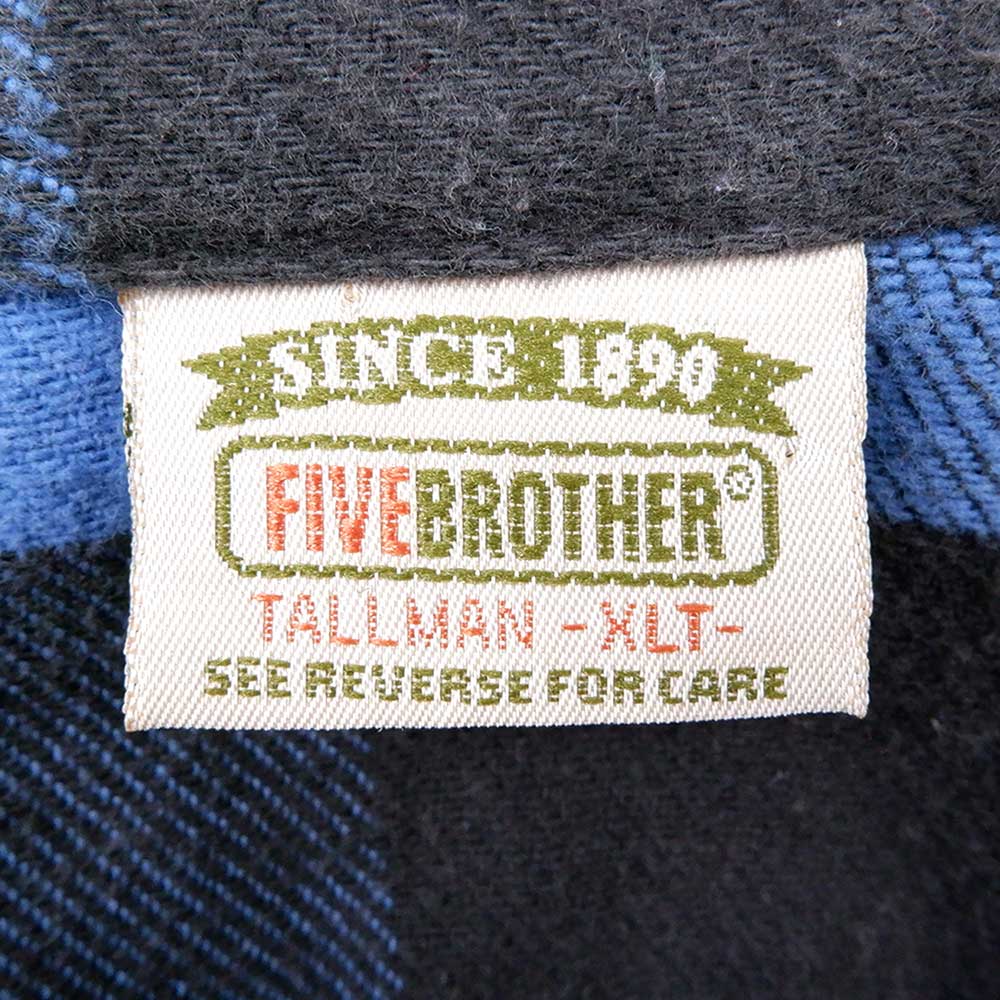 SINCE 1890
FIVEBROTHER®
TALLMAN -XLT-
SEE REVERSE FOR CARE